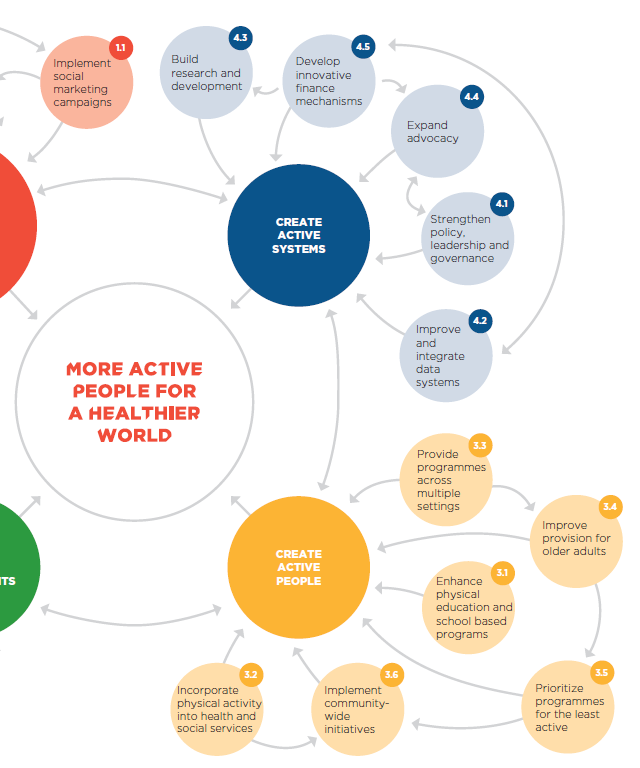 1.1
Implement
social
marketing
campaigns
4.3
Build
research and
development
4.5
Develop
innovative
finance
mechanisms
4.4
Expand
advocacy
4.1
Strengthen
policy,
leadership and
governance
4.2
Improve
and
integrate
data
systems
CREATE
ACTIVE
SYSTEMS
MORE ACTIVE
PEOPLE FOR
A HEALTHIER
WORLD
3.3
Provide
programmes
across
multiple
settings
3.4
Improve
provision for
older adults
CREATE
ACTIVE
PEOPLE
3.1
Enhance
physical
education and
school based
programs
3.2
Incorporate
physical activity
into health and
social services
3.6
Implement
community-
wide
initiatives
3.5
Prioritize
programmes
for the least
active